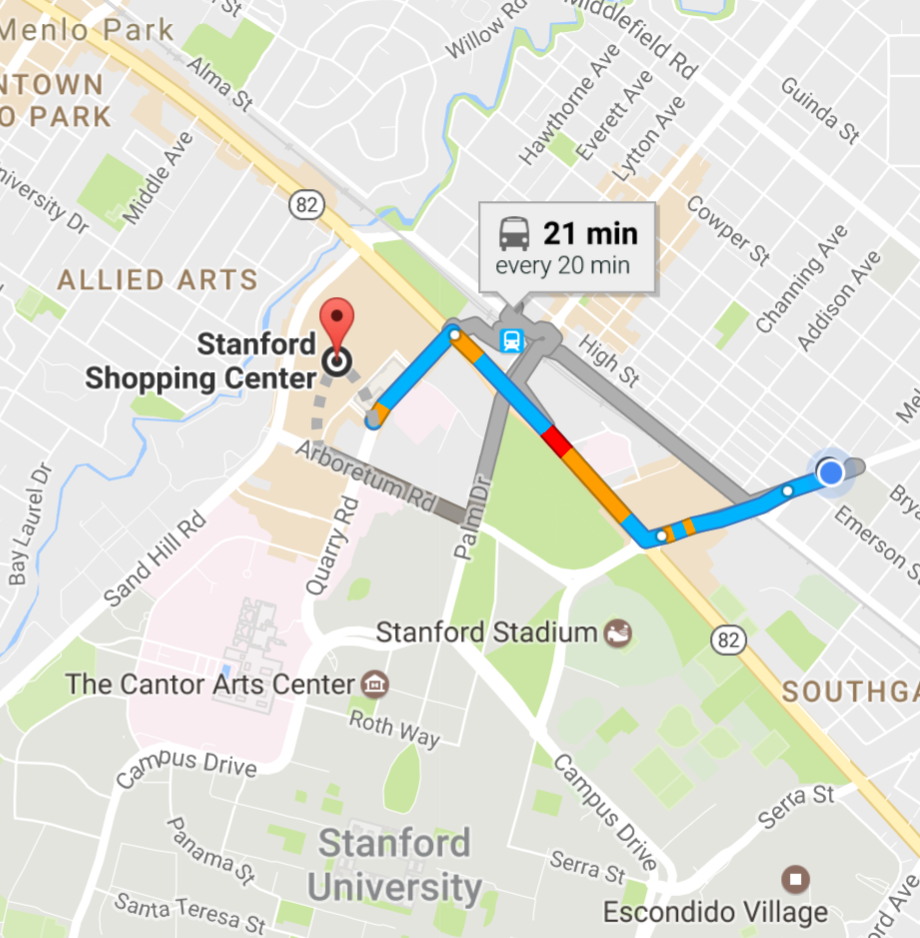 Menlo Park
St
Willow Rd
Middlefield Rd
NTOWN
O PARK
Alma St
Hawthorne Ave
Everett Ave
Lytton Ave
Guinda St
Middle Ave
niversity Dr
82
Cowper St
21 min
every 20 min
Channing Ave
Addison Ave
ALLIED ARTS
Stanford
Shopping Center
High St
Mel
Arboretum Rd
Palm Dr
Bay Laurel Dr
Sand Hill Rd
Quarry Rd
Brya
Emerson S
Stanford Stadium
82
The Cantor Arts Center
SOUTHGA
Roth Way
Campus Drive
Campus Drive
Serra St
Panama St
Stanford
University
Serra St
Santa Teresa St
Escondido Village
ord Ave